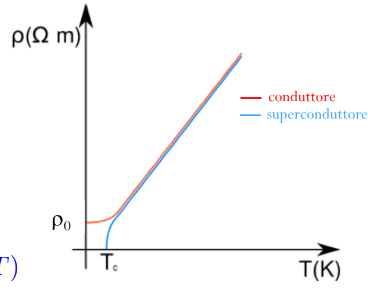 ρ(Ω m)
conduttore
superconduttore
ρ₀
T꜀
T(K)
T)